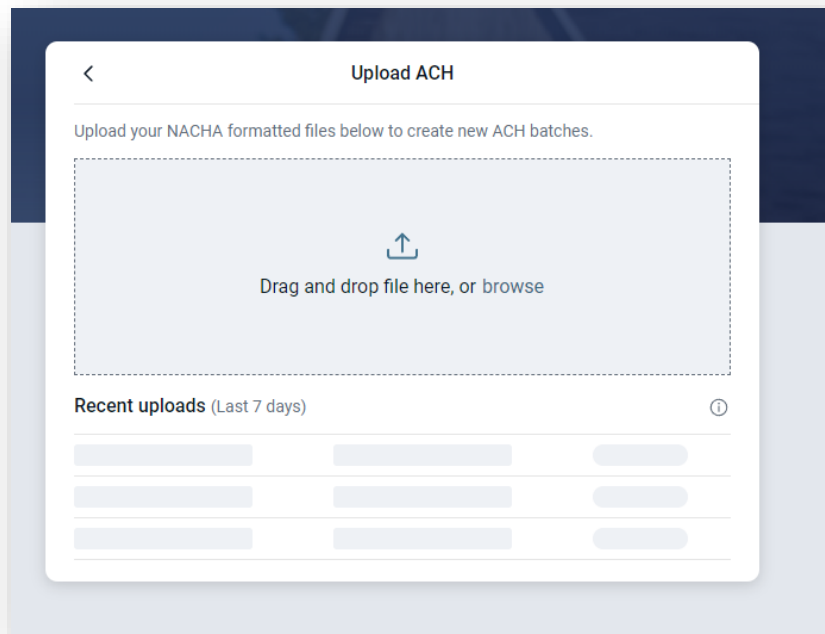 Upload ACH
Upload your NACHA formatted files below to create new ACH batches.
Drag and drop file here, or browse
Recent uploads (Last 7 days)